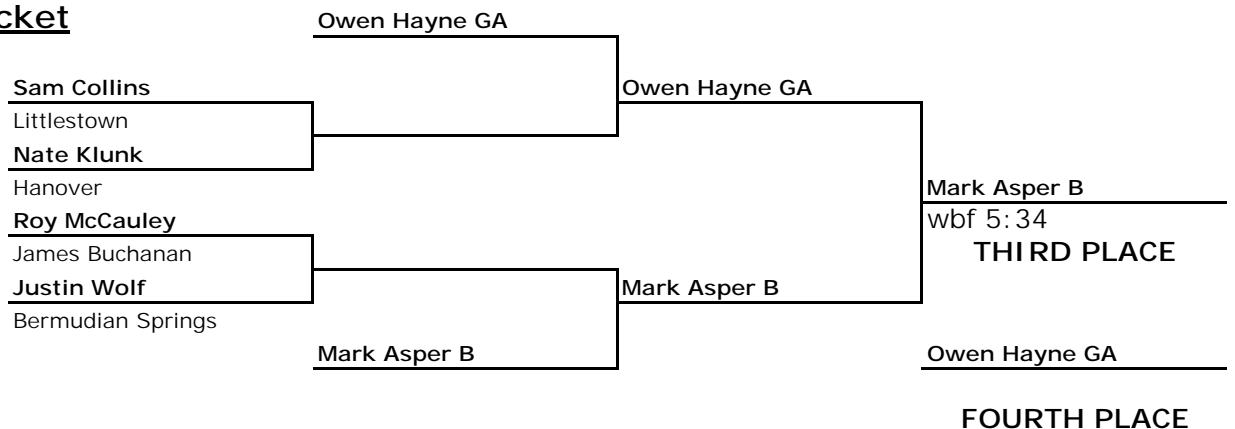 Owen Hayne GA
Sam Collins
Owen Hayne GA
Littlestown
Nate Klunk
Hanover
Mark Asper B
Roy McCauley
wbf 5:34
James Buchanan
THIRD PLACE
Justin Wolf
Mark Asper B
Bermudian Springs
Mark Asper B
Owen Hayne GA
FOURTH PLACE